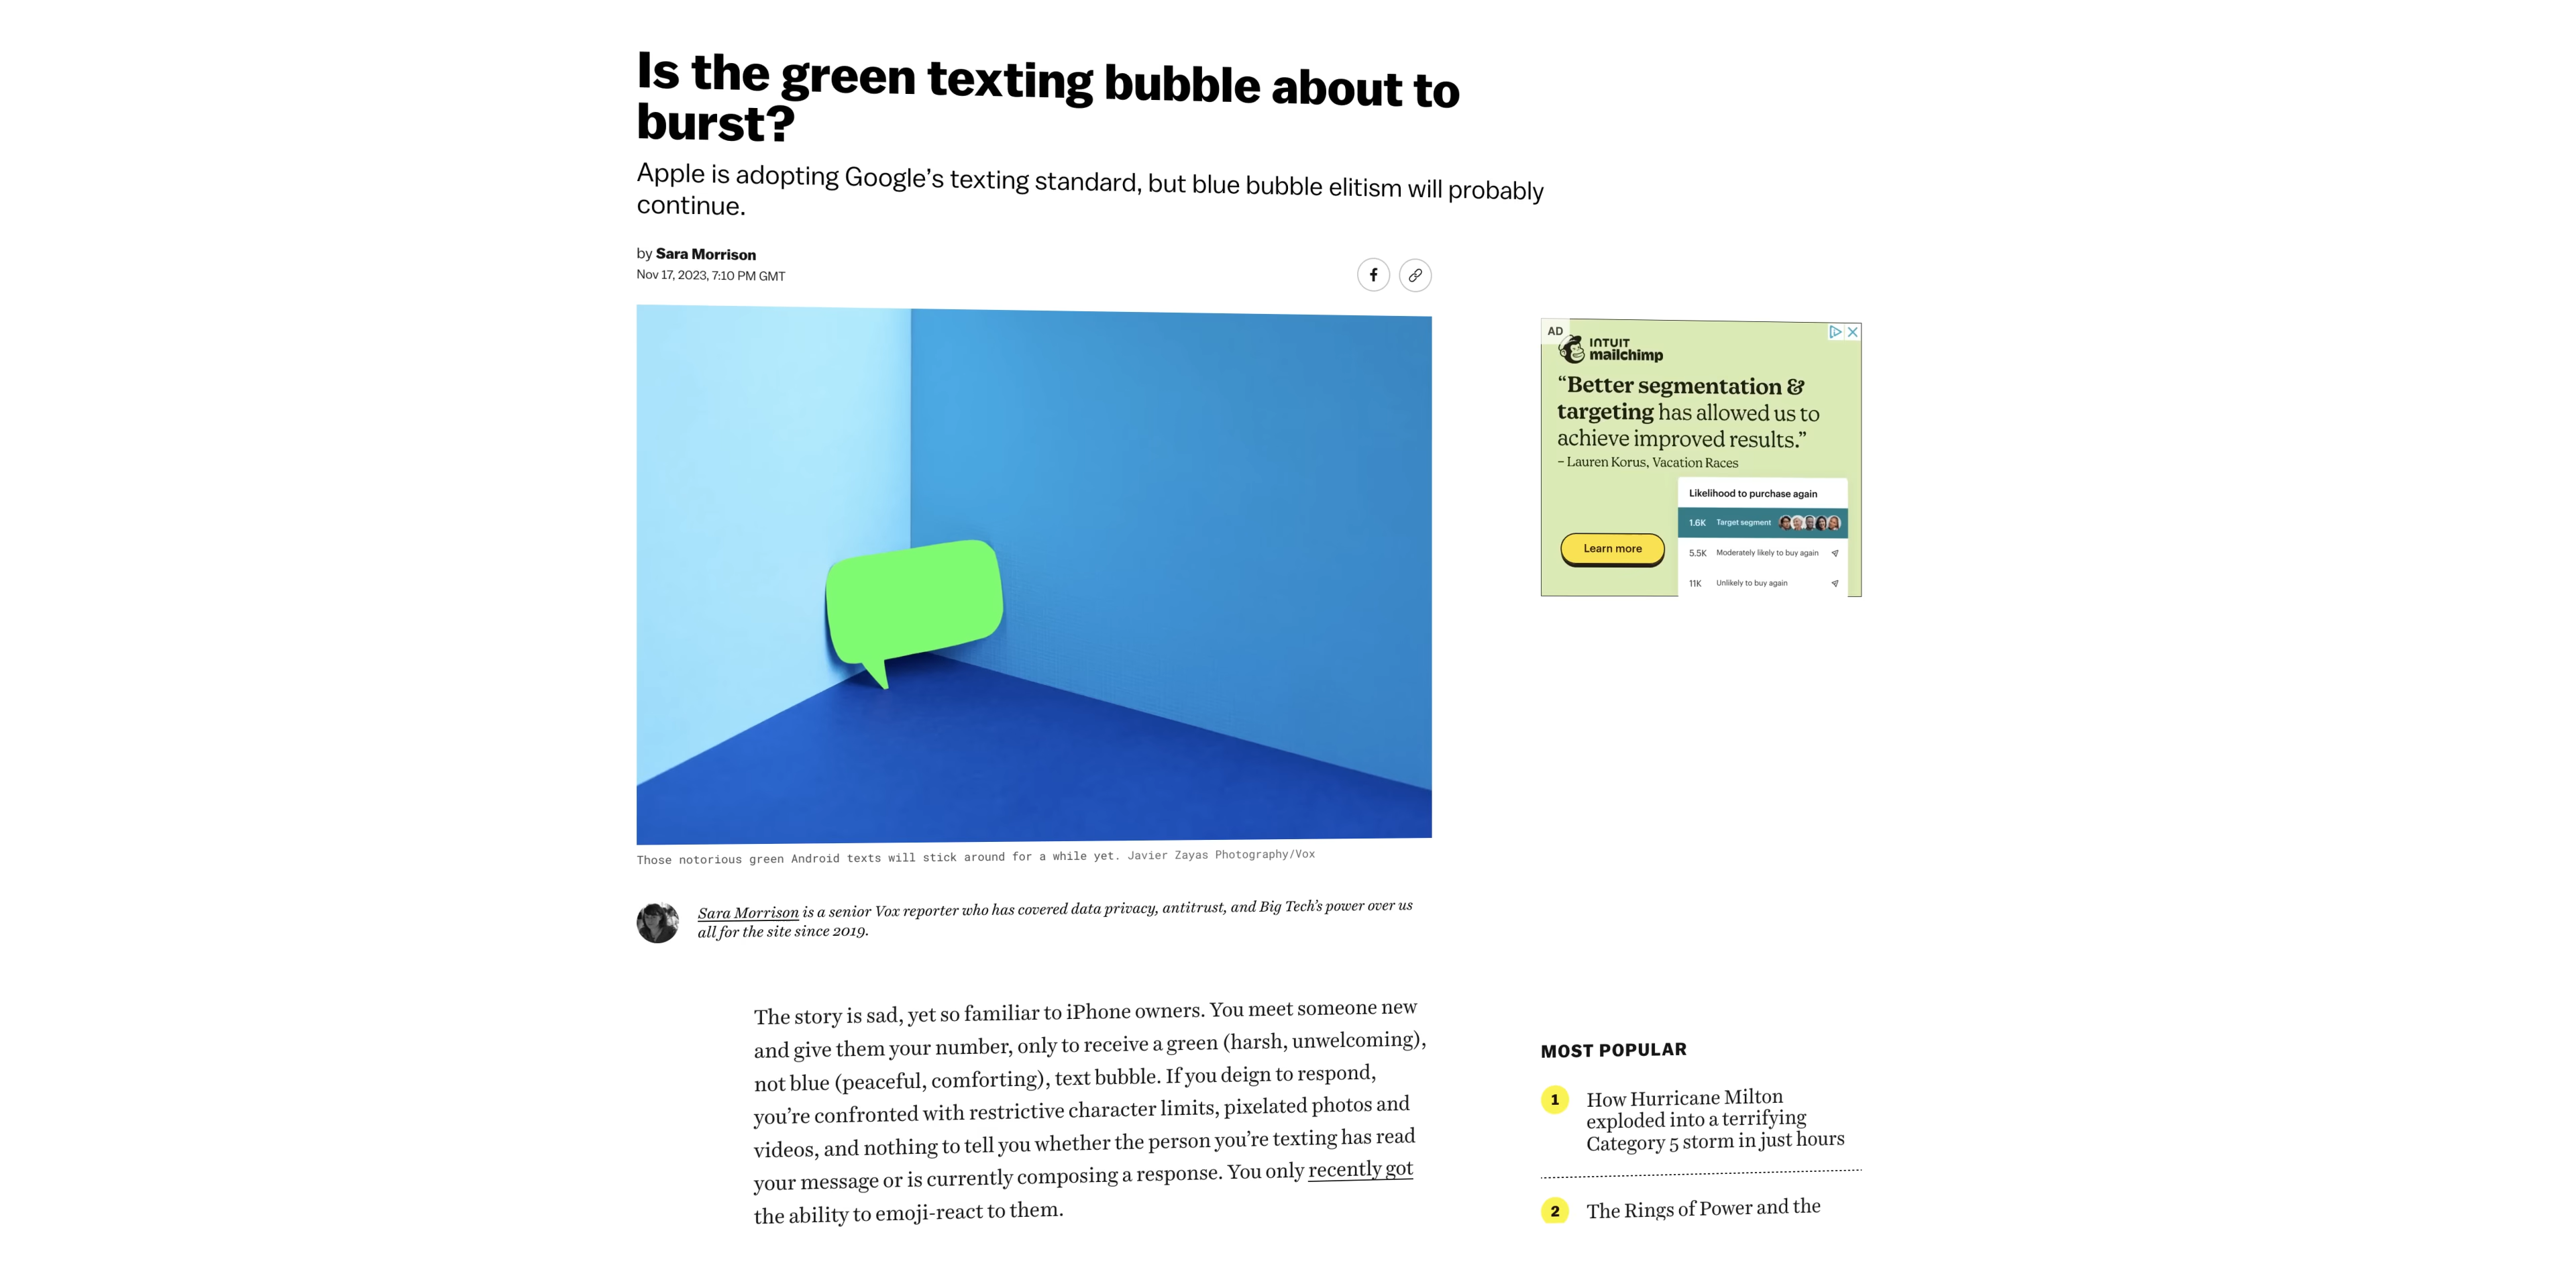 Is the green texting bubble about to
burst?
Apple is adopting Google’s texting standard, but blue bubble elitism will probably
continue.
by Sara Morrison
Nov 17, 2023, 7:10 PM GMT
Those notorious green Android texts will stick around for a while yet. Javier Zayas Photography/Vox
Sara Morrison is a senior Vox reporter who has covered data privacy, antitrust, and Big Tech’s power over us
all for the site since 2019.
The story is sad, yet so familiar to iPhone owners. You meet someone new
and give them your number, only to receive a green (harsh, unwelcoming),
not blue (peaceful, comforting), text bubble. If you deign to respond,
you’re confronted with restrictive character limits, pixelated photos and
videos, and nothing to tell you whether the person you’re texting has read
your message or is currently composing a response. You only recently got
the ability to emoji-react to them.
AD
INTUIT
mailchimp
“Better segmentation &
targeting has allowed us to
achieve improved results.”
– Lauren Korus, Vacation Races
Likelihood to purchase again
1.6K Target segment
5.5K Moderately likely to buy again
11K Unlikely to buy again
Learn more
MOST POPULAR
1 How Hurricane Milton
exploded into a terrifying
Category 5 storm in just hours
2 The Rings of Power and the